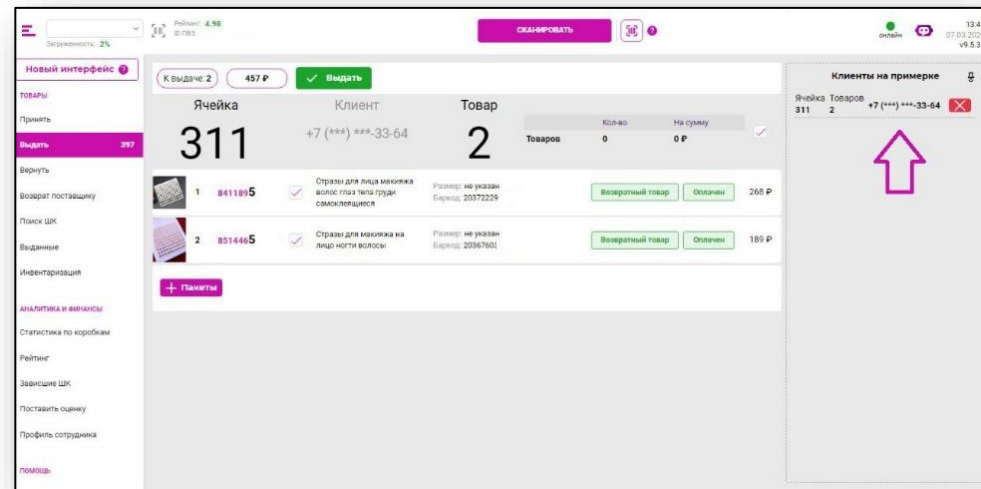 Загруженность: 2%
Рейтинг: 4.98
ID ПВЗ:
СКАНИРОВАТЬ
?
онлайн
13:4
07.03.202
v9.5.3
Новый интерфейс ?
ТОВАРЫ
Принять
Выдать 397
Вернуть
Возврат поставщику
Поиск ШК
Выданные
Инвентаризация
АНАЛИТИКА И ФИНАНСЫ
Статистика по коробкам
Рейтинг
Зависшие ШК
Поставить оценку
Профиль сотрудника
ПОМОЩЬ
К выдаче: 2 457 ₽ Выдать
Ячейка Клиент Товар
311 +7 (***) ***-33-64 2
Кол-во На сумму
Товаров 0 0 ₽
1 8411895
Стразы для лица макияжа
волос глаз тела груди
самоклеящиеся
Размер: не указан
Баркод: 20372229
Возвратный товар Оплачен 268 ₽
2 8514465
Стразы для макияжа на
лицо ногти волосы
Размер: не указан
Баркод: 20367601
Возвратный товар Оплачен 189 ₽
+ Пакеты
Клиенты на примерке
Ячейка Товаров
311 2 +7 (***) ***-33-64